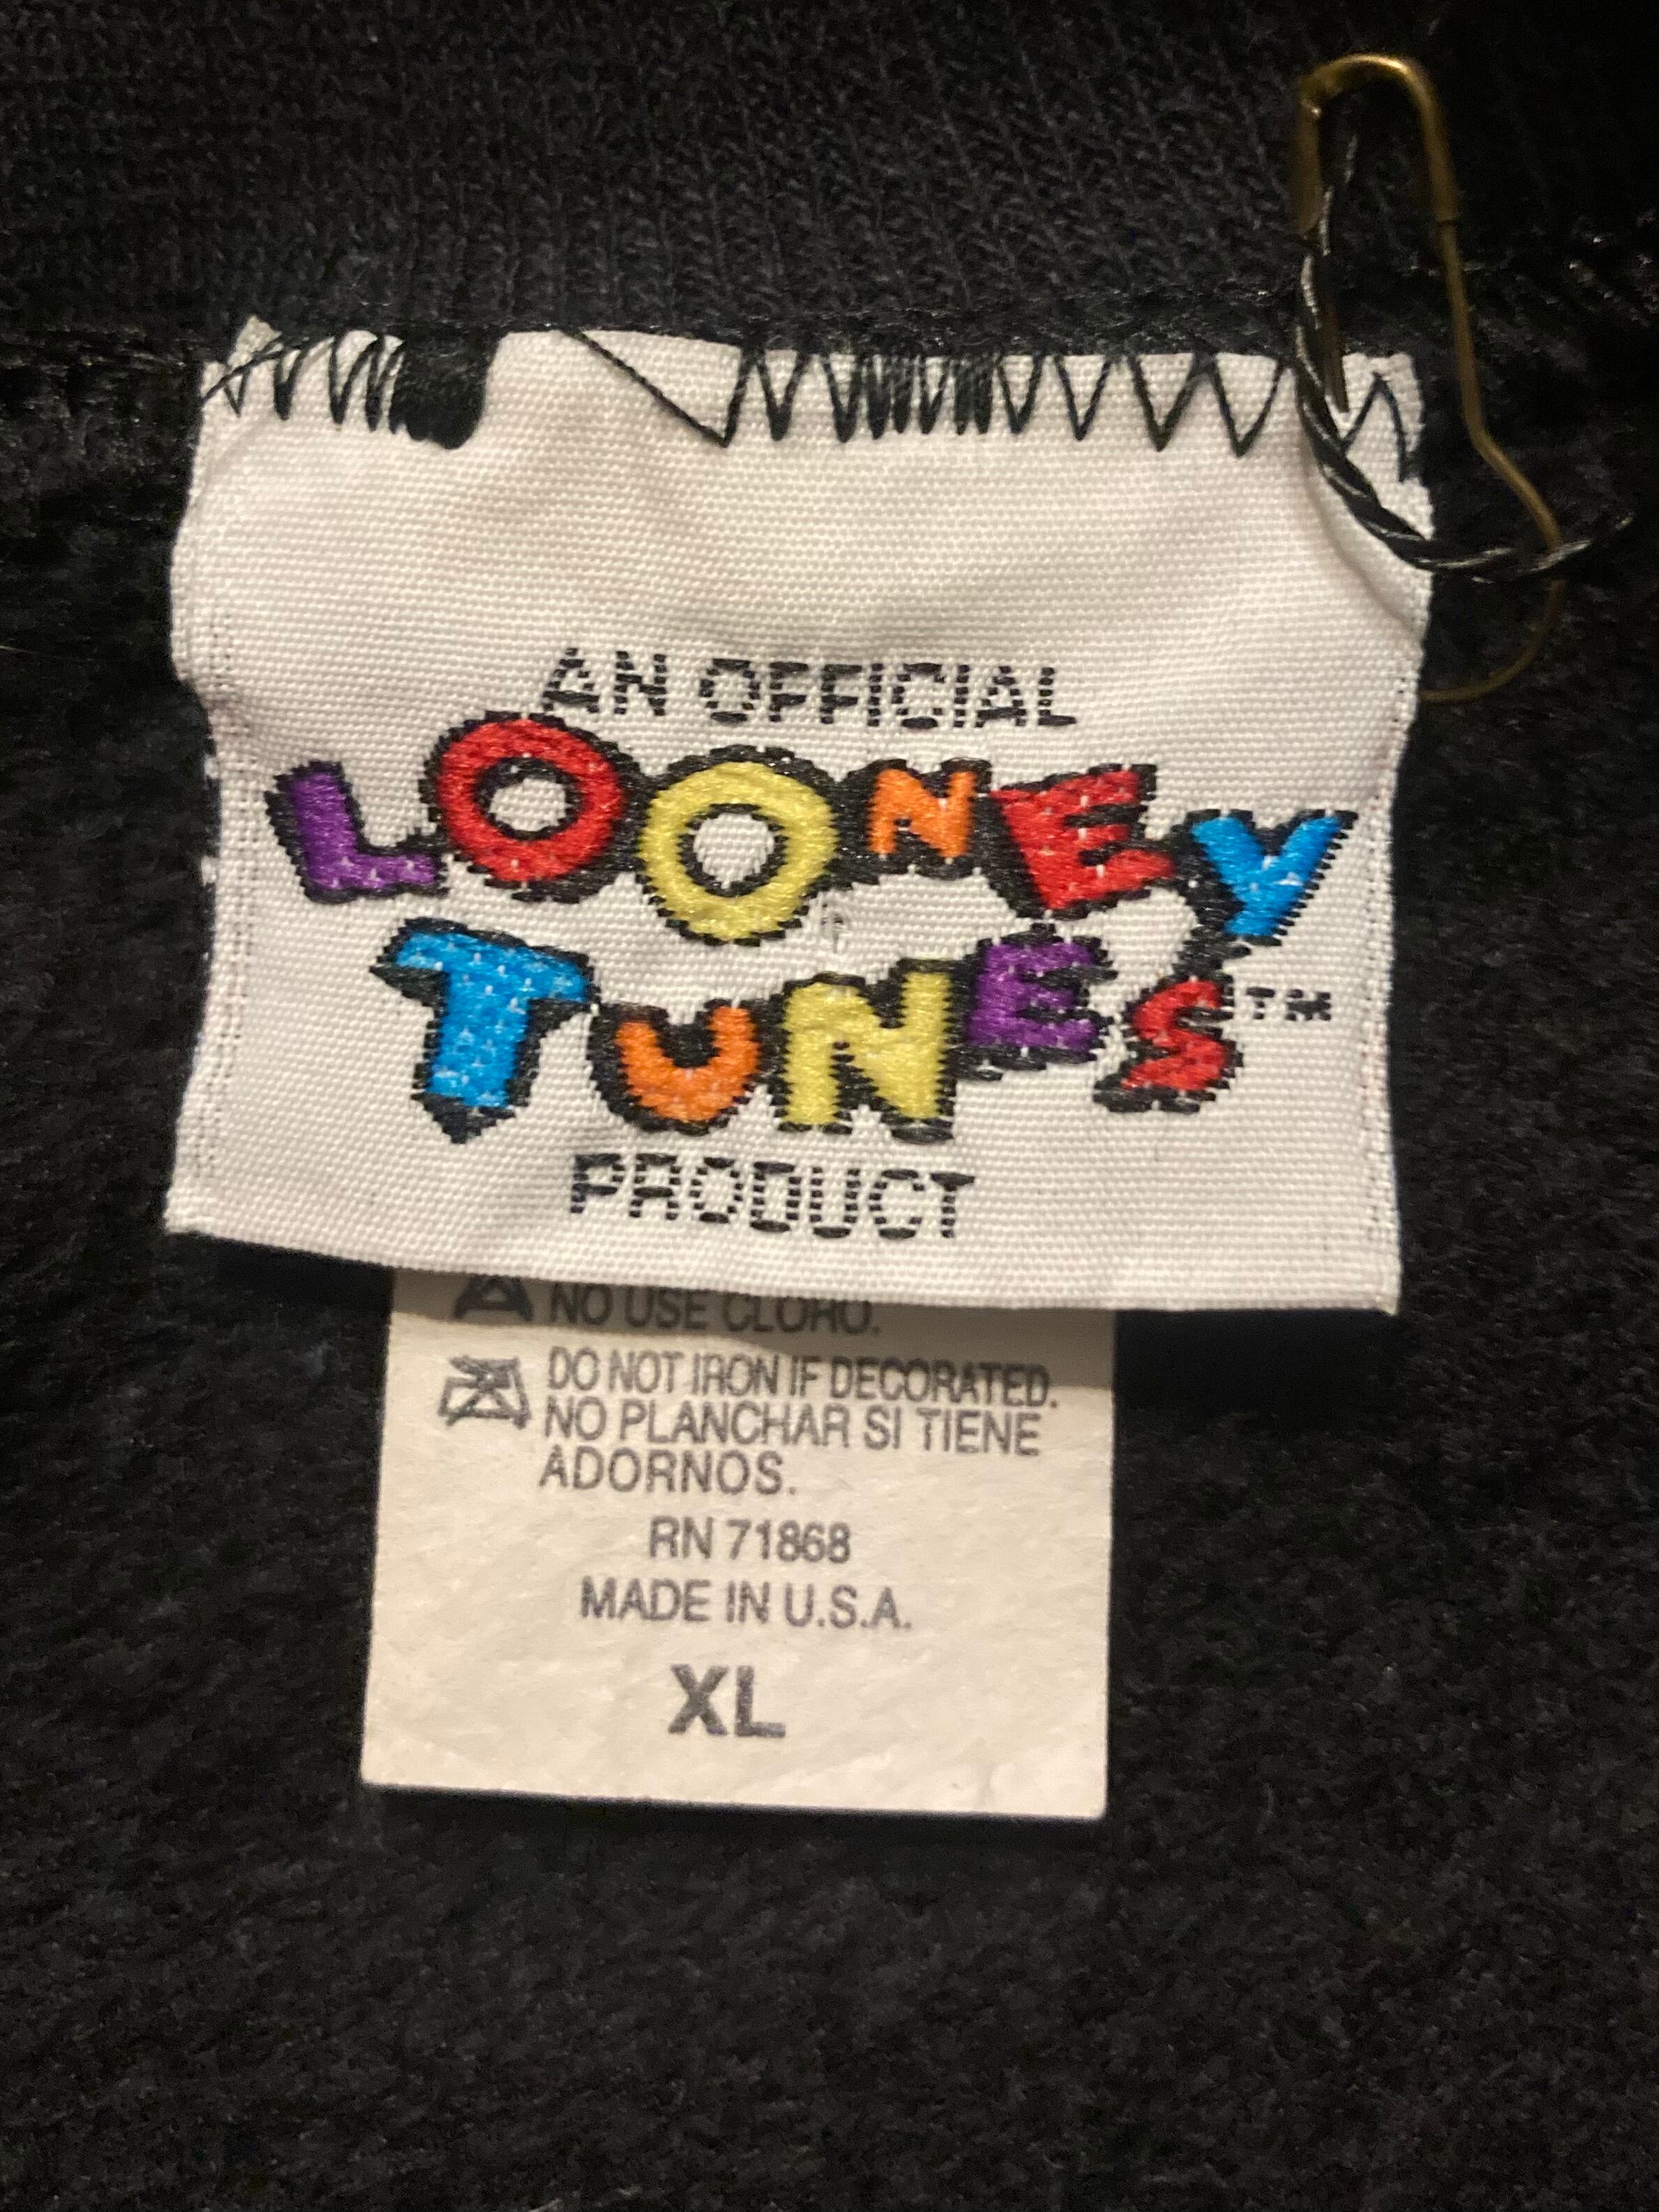 AN OFFICIAL
LOONEY
TUNES™
PRODUCT
NO USE CLORO.
DO NOT IRON IF DECORATED.
NO PLANCHAR SI TIENE
ADORNOS.
RN 71868
MADE IN U.S.A.
XL